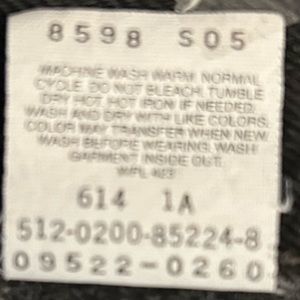 8598 S05
MACHINE WASH WARM, NORMAL
CYCLE. DO NOT BLEACH. TUMBLE
DRY HOT. HOT IRON IF NEEDED.
WASH AND DRY WITH LIKE COLORS.
COLOR MAY TRANSFER WHEN NEW.
WASH BEFORE WEARING. WASH
GARMENT INSIDE OUT.
WPL 423
614 1A
512-0200-85224-8
09522-0260